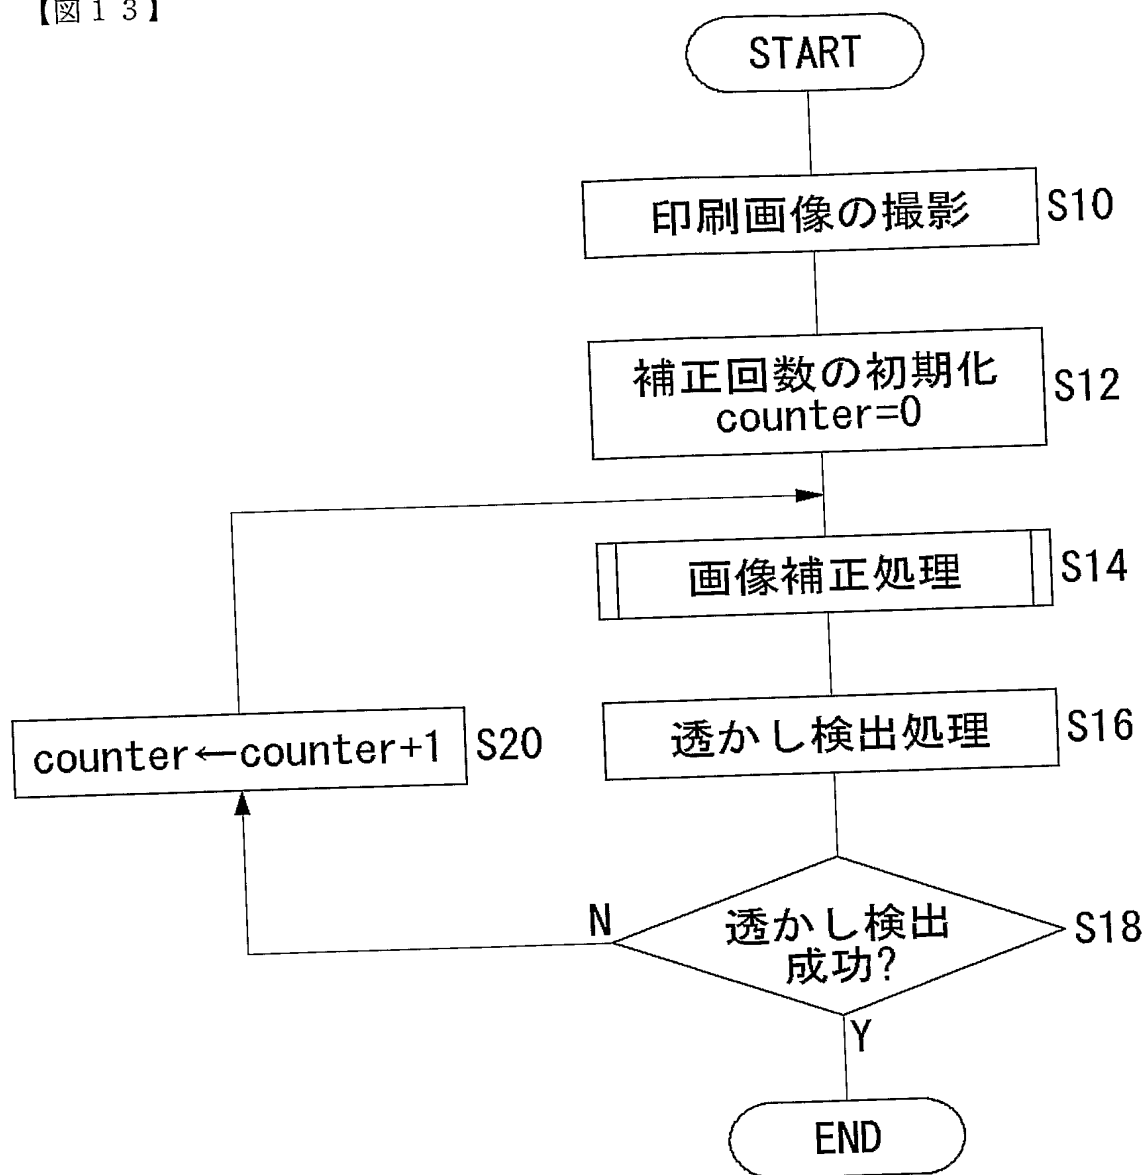 【図１３】
START
印刷画像の撮影
S10
補正回数の初期化
counter=0
S12
画像補正処理
S14
透かし検出処理
S16
counter←counter+1
S20
透かし検出
成功?
S18
N
Y
END